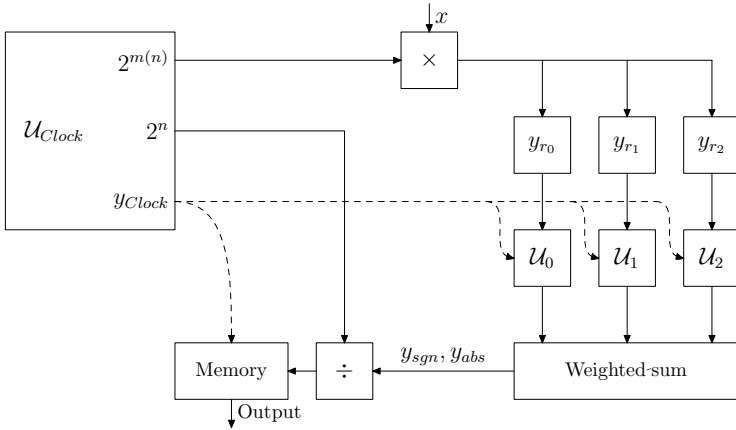 x
2^{m(n)}
×
𝒰_{Clock}
2^n
y_{r_0}
y_{r_1}
y_{r_2}
y_{Clock}
𝒰_0
𝒰_1
𝒰_2
y_{sgn}, y_{abs}
Memory
÷
Weighted-sum
Output